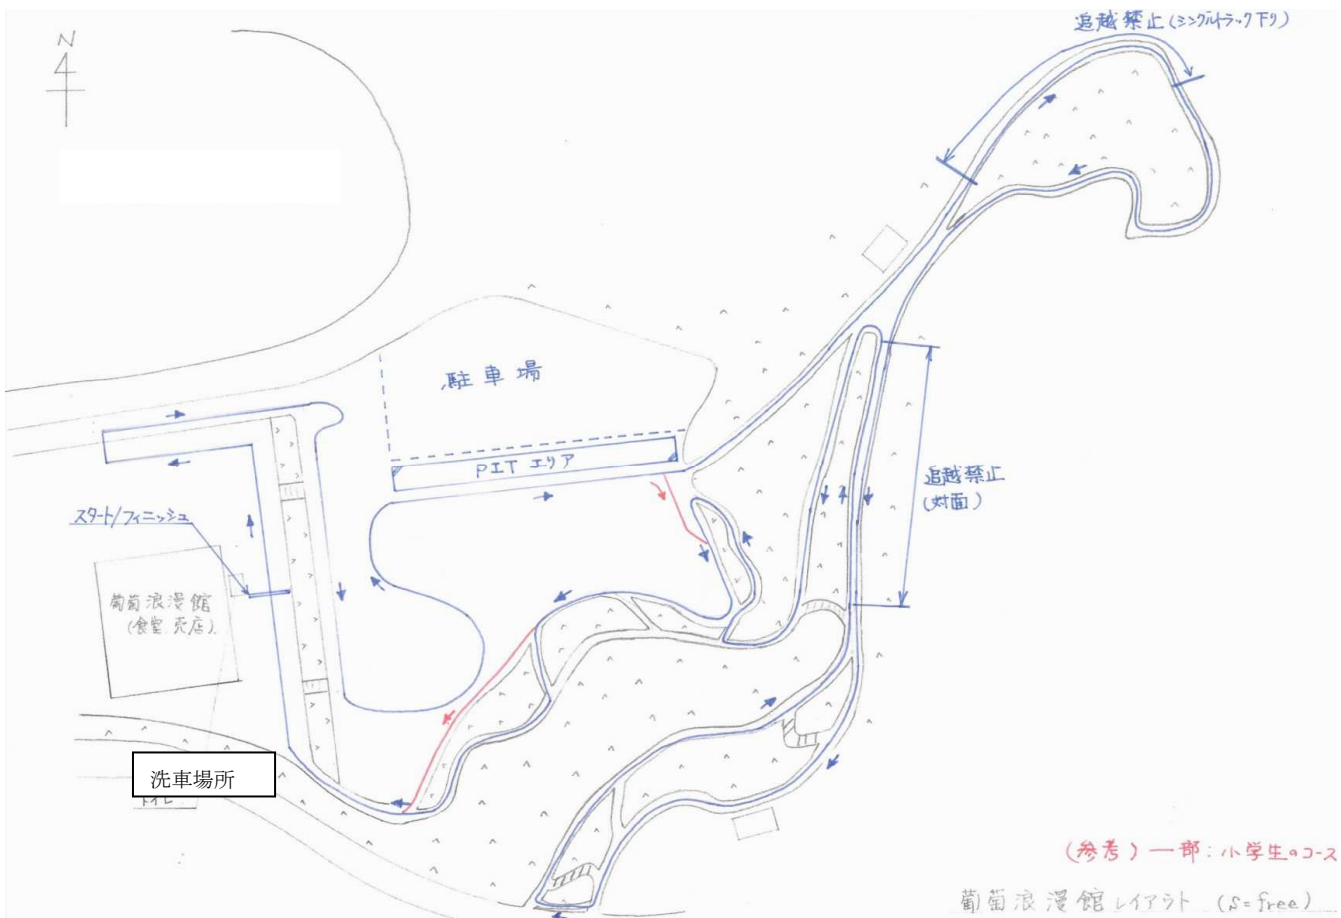 追越禁止(シングルトラック下り)
N
駐車場
PIT エリア
追越禁止
(対面)
スタート/フィニッシュ
葡萄浪漫館
(食堂 売店)
洗車場所
トイレ
(参考) 一部:小学生のコース
葡萄浪漫館レイアウト (S=free)